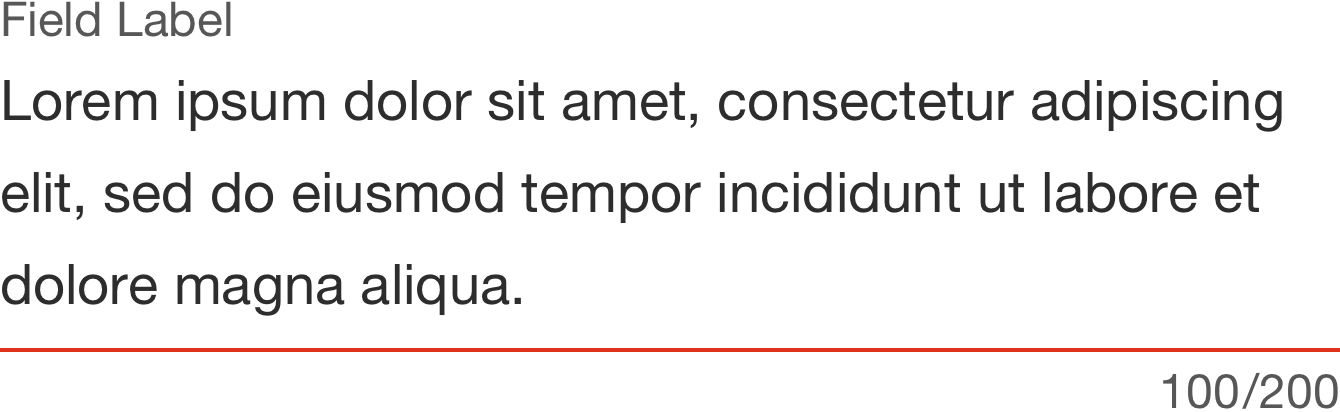 Field Label
Lorem ipsum dolor sit amet, consectetur adipiscing
elit, sed do eiusmod tempor incididunt ut labore et
dolore magna aliqua.
100/200